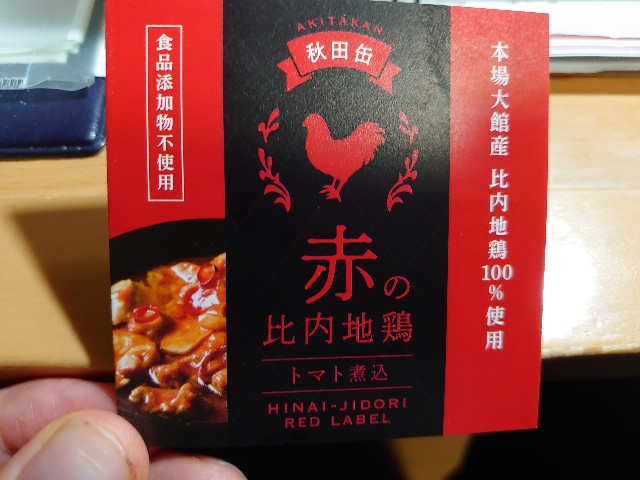 AKITAKAN
秋田缶
食品添加物不使用
本場大館産 比内地鶏100%使用
赤の
比内地鶏
トマト煮込
HINAI-JIDORI
RED LABEL